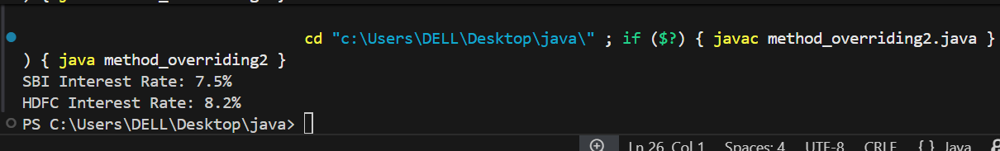 cd "c:\Users\DELL\Desktop\java\" ; if ($?) { javac method_overriding2.java }
) { java method_overriding2 }
SBI Interest Rate: 7.5%
HDFC Interest Rate: 8.2%
PS C:\Users\DELL\Desktop\java>
Ln 26, Col 1 Spaces: 4 UTF-8 CRLF { } Java